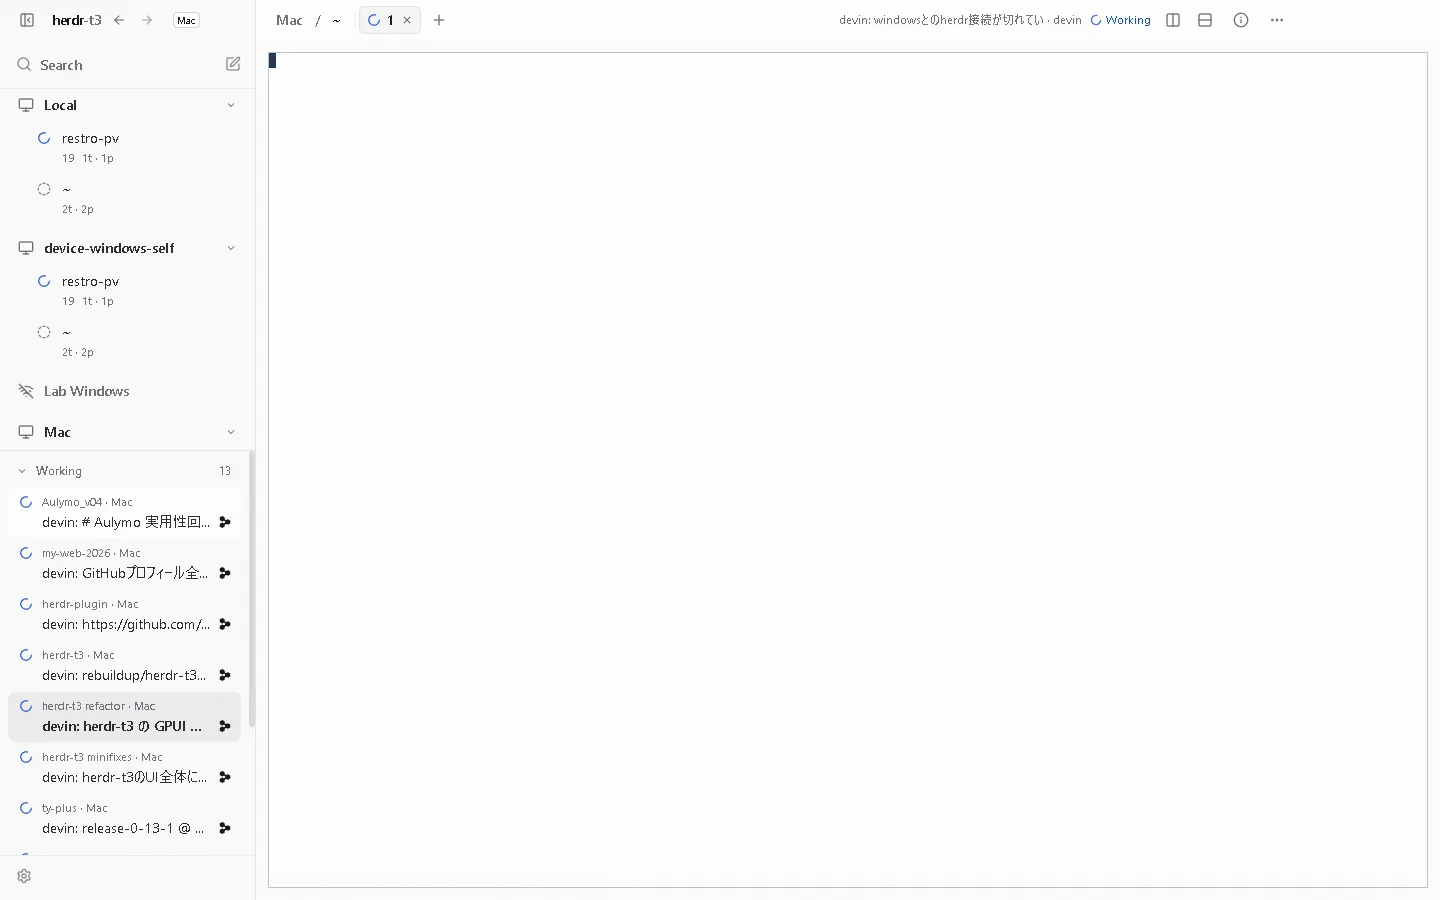 herdr-t3
Mac
Search
Local
restro-pv
19 1t · 1p
~
2t · 2p
device-windows-self
restro-pv
19 1t · 1p
~
2t · 2p
Lab Windows
Mac
Working 13
Aulymo_v04 · Mac
devin: # Aulymo 実用性回...
my-web-2026 · Mac
devin: GitHubプロフィール全...
herdr-plugin · Mac
devin: https://github.com/...
herdr-t3 · Mac
devin: rebuildup/herdr-t3...
herdr-t3 refactor · Mac
devin: herdr-t3 の GPUI ...
herdr-t3 minifixes · Mac
devin: herdr-t3のUI全体に...
ty-plus · Mac
devin: release-0-13-1 @ ...
Mac / ~
1
devin: windowsとのherdr接続が切れてい · devin
Working